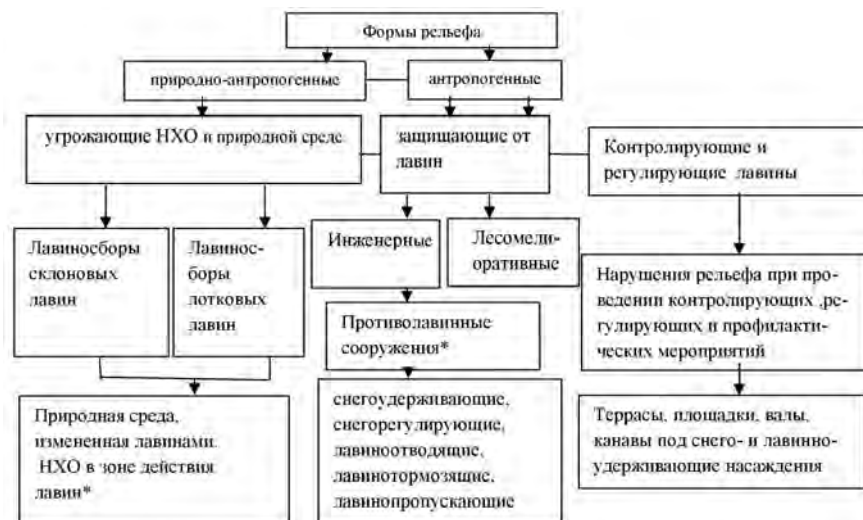 Формы рельефа
природно-антропогенные
антропогенные
угрожающие НХО и природной среде
защищающие от
лавин
Контролирующие и
регулирующие лавины
Лавиносборы
склоновых
лавин
Лавинос-
боры
лотковых
лавин
Инженерные
Лесомели-
оративные
Нарушения рельефа при про-
ведении контролирующих ,ре-
гулирующих и профилакти-
ческих мероприятий
Противолавинные
сооружения*
Природная среда,
измененная лавинами.
НХО в зоне действия
лавин*
снегоудерживающие,
снегорегулирующие,
лавиноотводящие,
лавинотормозящие,
лавинопропускающие
Террасы, площадки, валы,
канавы под снего- и лавинно-
удерживающие насаждения